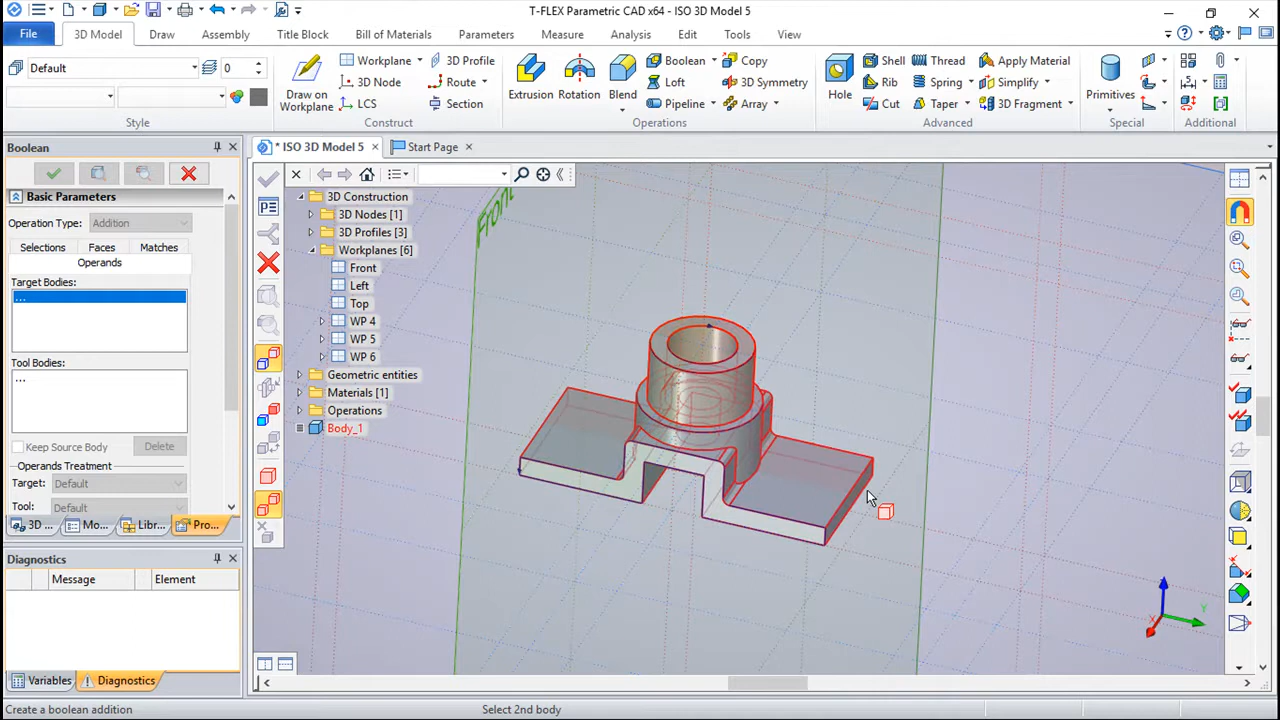 T-FLEX Parametric CAD x64 - ISO 3D Model 5
File 3D Model Draw Assembly Title Block Bill of Materials Parameters Measure Analysis Edit Tools View
Default 0
Draw on Workplane
Workplane
3D Node
LCS
3D Profile
Route
Section
Extrusion
Rotation
Blend
Boolean
Loft
Pipeline
Copy
3D Symmetry
Array
Hole
Shell
Rib
Cut
Thread
Spring
Taper
Apply Material
Simplify
3D Fragment
Primitives
Style Construct Operations Advanced Special Additional
Boolean
* ISO 3D Model 5 Start Page
Basic Parameters
Operation Type: Addition
Selections Faces Matches
Operands
Target Bodies:
...
Tool Bodies:
...
Keep Source Body Delete
Operands Treatment
Target: Default
Tool: Default
3D ... Mo... Libr... Pro...
Diagnostics
Message Element
Variables Diagnostics
3D Construction
3D Nodes [1]
3D Profiles [3]
Workplanes [6]
Front
Left
Top
WP 4
WP 5
WP 6
Geometric entities
Materials [1]
Operations
Body_1
Front
X Y Z
Create a boolean addition Select 2nd body